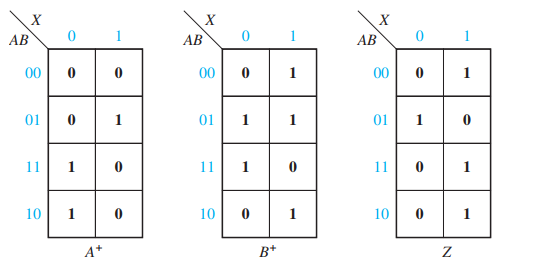 X X X
AB 0 1 AB 0 1 AB 0 1
00 0 0 00 0 1 00 0 1
01 0 1 01 1 1 01 1 0
11 1 0 11 1 0 11 0 1
10 1 0 10 0 1 10 0 1
A⁺ B⁺ Z